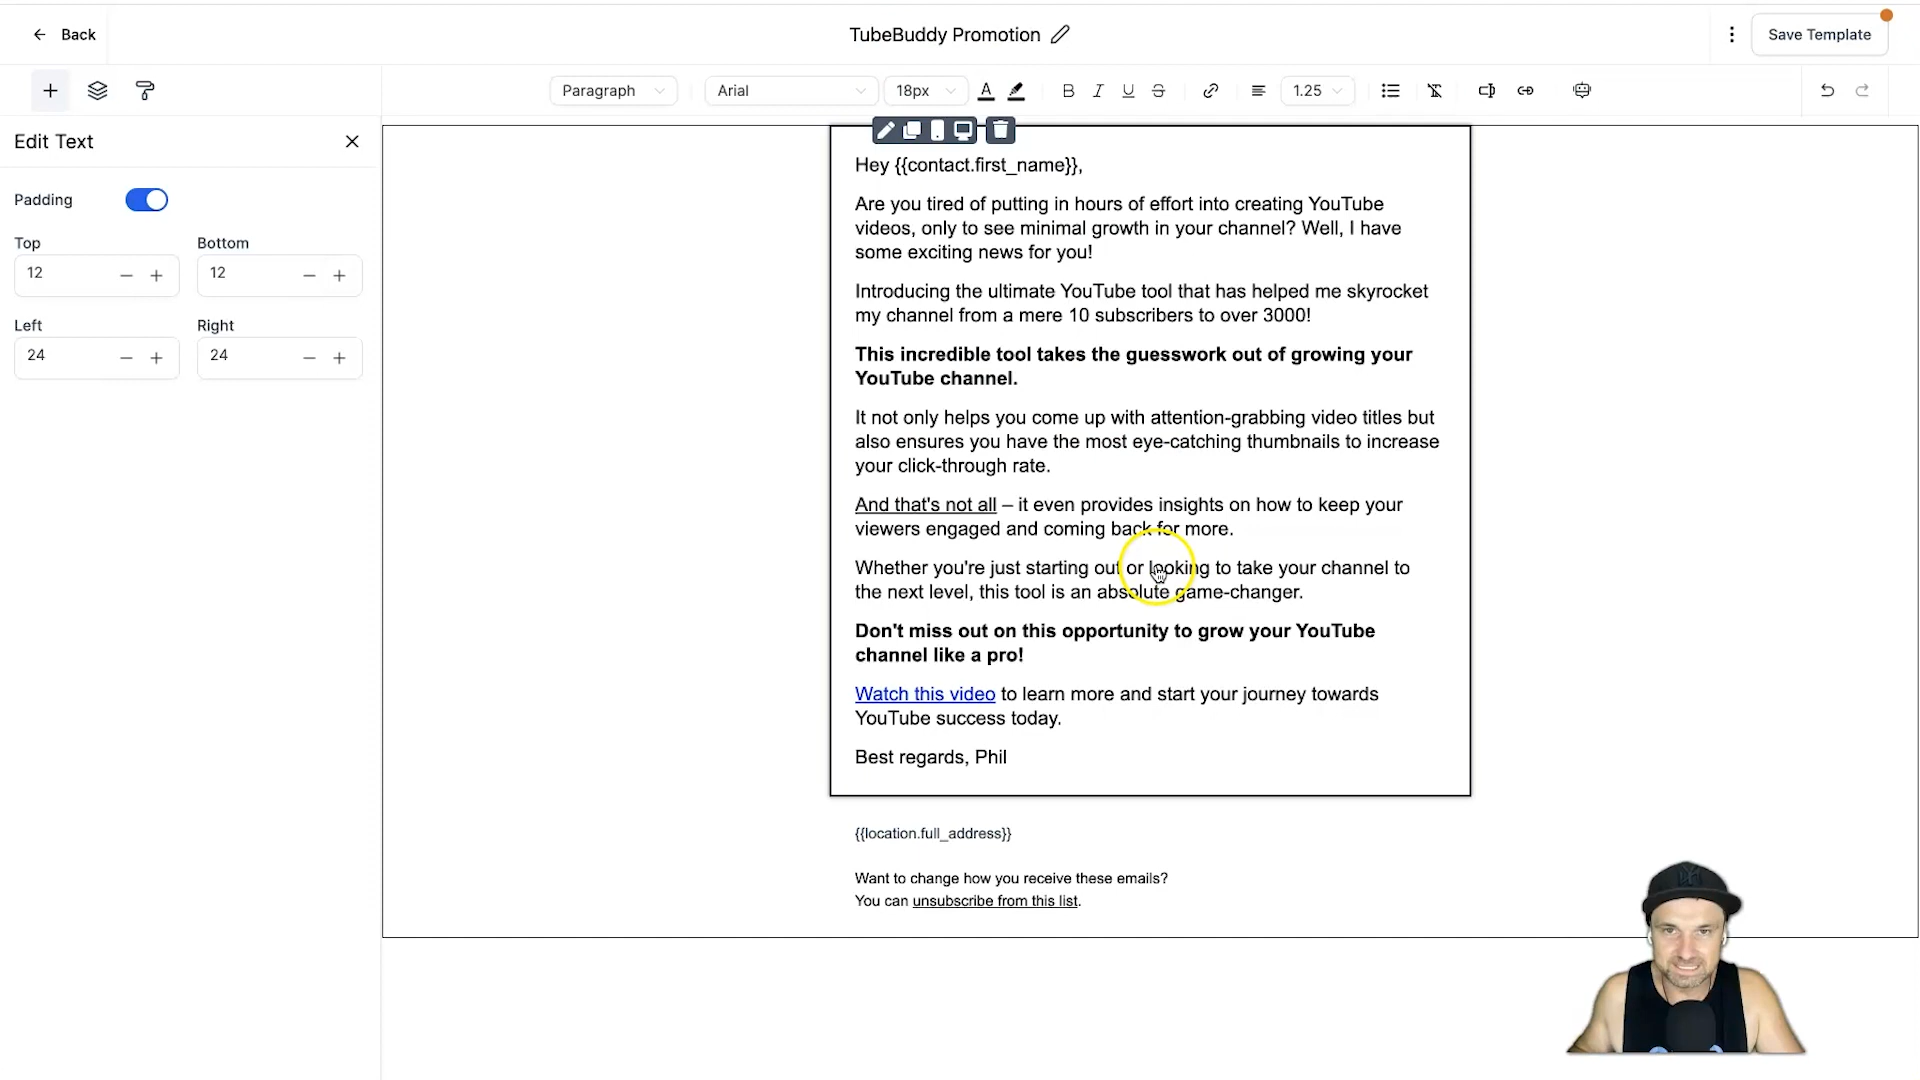 Back
TubeBuddy Promotion
Save Template
Paragraph
Arial
18px
A
B I U S
1.25
Edit Text
Padding
Top
Bottom
12
12
Left
Right
24
24
Hey {{contact.first_name}},
Are you tired of putting in hours of effort into creating YouTube
videos, only to see minimal growth in your channel? Well, I have
some exciting news for you!
Introducing the ultimate YouTube tool that has helped me skyrocket
my channel from a mere 10 subscribers to over 3000!
This incredible tool takes the guesswork out of growing your
YouTube channel.
It not only helps you come up with attention-grabbing video titles but
also ensures you have the most eye-catching thumbnails to increase
your click-through rate.
And that's not all – it even provides insights on how to keep your
viewers engaged and coming back for more.
Whether you're just starting out or looking to take your channel to
the next level, this tool is an absolute game-changer.
Don't miss out on this opportunity to grow your YouTube
channel like a pro!
Watch this video to learn more and start your journey towards
YouTube success today.
Best regards, Phil
{{location.full_address}}
Want to change how you receive these emails?
You can unsubscribe from this list.